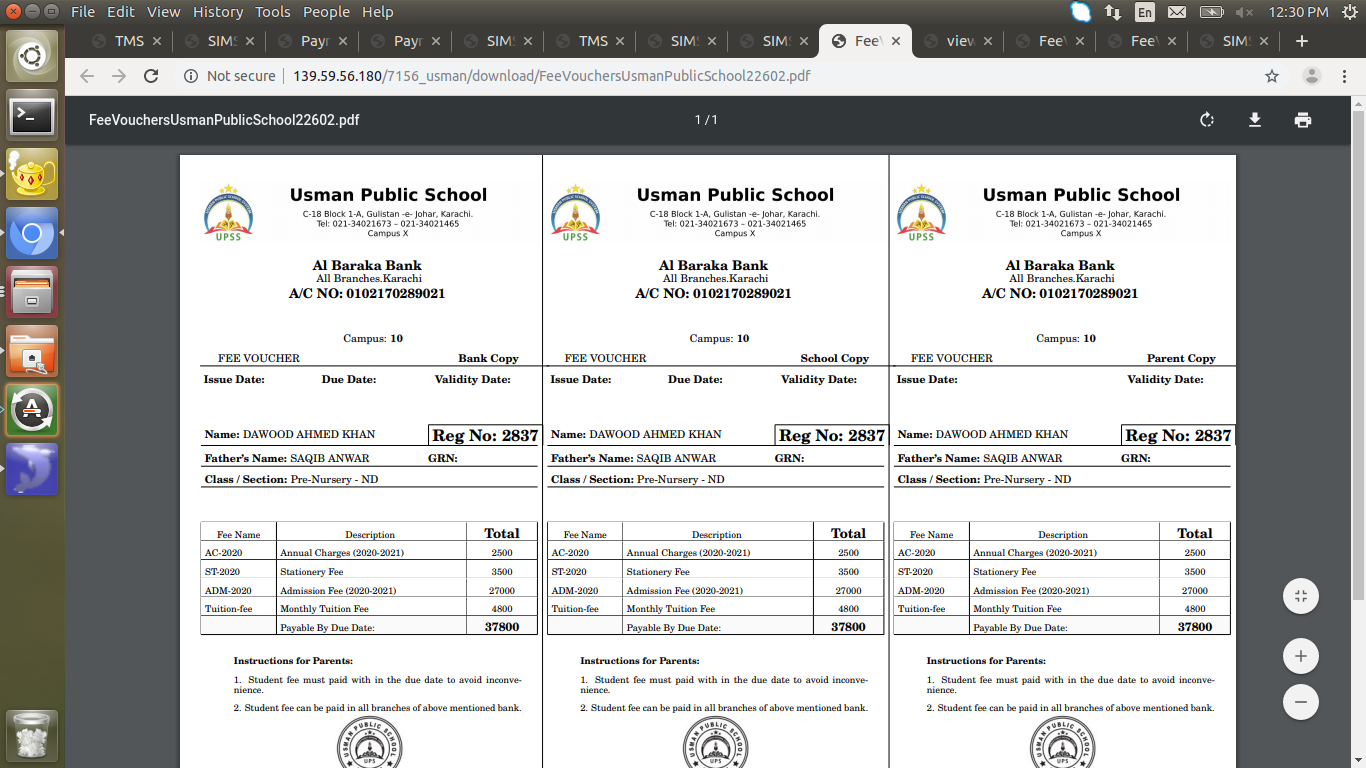 File Edit View History Tools People Help
En 12:30 PM
TMS SIMS Payr Payr SIM TMS SIMS SIMS FeeV view FeeV FeeV SIMS
Not secure 139.59.56.180/7156_usman/download/FeeVouchersUsmanPublicSchool22602.pdf
FeeVouchersUsmanPublicSchool22602.pdf 1 / 1
Usman Public School
C-18 Block 1-A, Gulistan -e- Johar, Karachi.
Tel: 021-34021673 – 021-34021465
Campus X
UPSS
Al Baraka Bank
All Branches.Karachi
A/C NO: 0102170289021
Campus: 10
FEE VOUCHER Bank Copy
Issue Date: Due Date: Validity Date:
Name: DAWOOD AHMED KHAN Reg No: 2837
Father's Name: SAQIB ANWAR GRN:
Class / Section: Pre-Nursery - ND
Fee Name Description Total
AC-2020 Annual Charges (2020-2021) 2500
ST-2020 Stationery Fee 3500
ADM-2020 Admission Fee (2020-2021) 27000
Tuition-fee Monthly Tuition Fee 4800
Payable By Due Date: 37800
Instructions for Parents:
1. Student fee must paid with in the due date to avoid inconve-
nience.
2. Student fee can be paid in all branches of above mentioned bank.
USMAN PUBLIC SCHOOL
UPS
Usman Public School
C-18 Block 1-A, Gulistan -e- Johar, Karachi.
Tel: 021-34021673 – 021-34021465
Campus X
UPSS
Al Baraka Bank
All Branches.Karachi
A/C NO: 0102170289021
Campus: 10
FEE VOUCHER School Copy
Issue Date: Due Date: Validity Date:
Name: DAWOOD AHMED KHAN Reg No: 2837
Father's Name: SAQIB ANWAR GRN:
Class / Section: Pre-Nursery - ND
Fee Name Description Total
AC-2020 Annual Charges (2020-2021) 2500
ST-2020 Stationery Fee 3500
ADM-2020 Admission Fee (2020-2021) 27000
Tuition-fee Monthly Tuition Fee 4800
Payable By Due Date: 37800
Instructions for Parents:
1. Student fee must paid with in the due date to avoid inconve-
nience.
2. Student fee can be paid in all branches of above mentioned bank.
USMAN PUBLIC SCHOOL
UPS
Usman Public School
C-18 Block 1-A, Gulistan -e- Johar, Karachi.
Tel: 021-34021673 – 021-34021465
Campus X
UPSS
Al Baraka Bank
All Branches.Karachi
A/C NO: 0102170289021
Campus: 10
FEE VOUCHER Parent Copy
Issue Date: Validity Date:
Name: DAWOOD AHMED KHAN Reg No: 2837
Father's Name: SAQIB ANWAR GRN:
Class / Section: Pre-Nursery - ND
Fee Name Description Total
AC-2020 Annual Charges (2020-2021) 2500
ST-2020 Stationery Fee 3500
ADM-2020 Admission Fee (2020-2021) 27000
Tuition-fee Monthly Tuition Fee 4800
Payable By Due Date: 37800
Instructions for Parents:
1. Student fee must paid with in the due date to avoid inconve-
nience.
2. Student fee can be paid in all branches of above mentioned bank.
USMAN PUBLIC SCHOOL
UPS